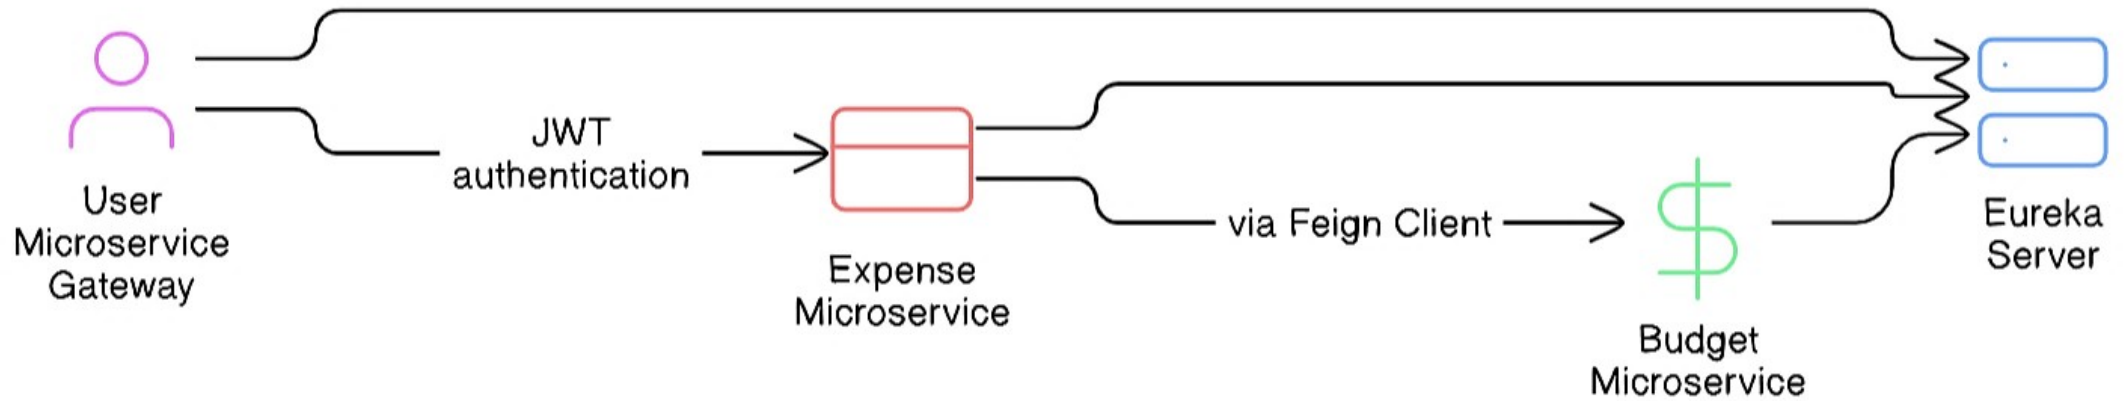 User
Microservice
Gateway
JWT
authentication
Expense
Microservice
via Feign Client
Budget
Microservice
Eureka
Server